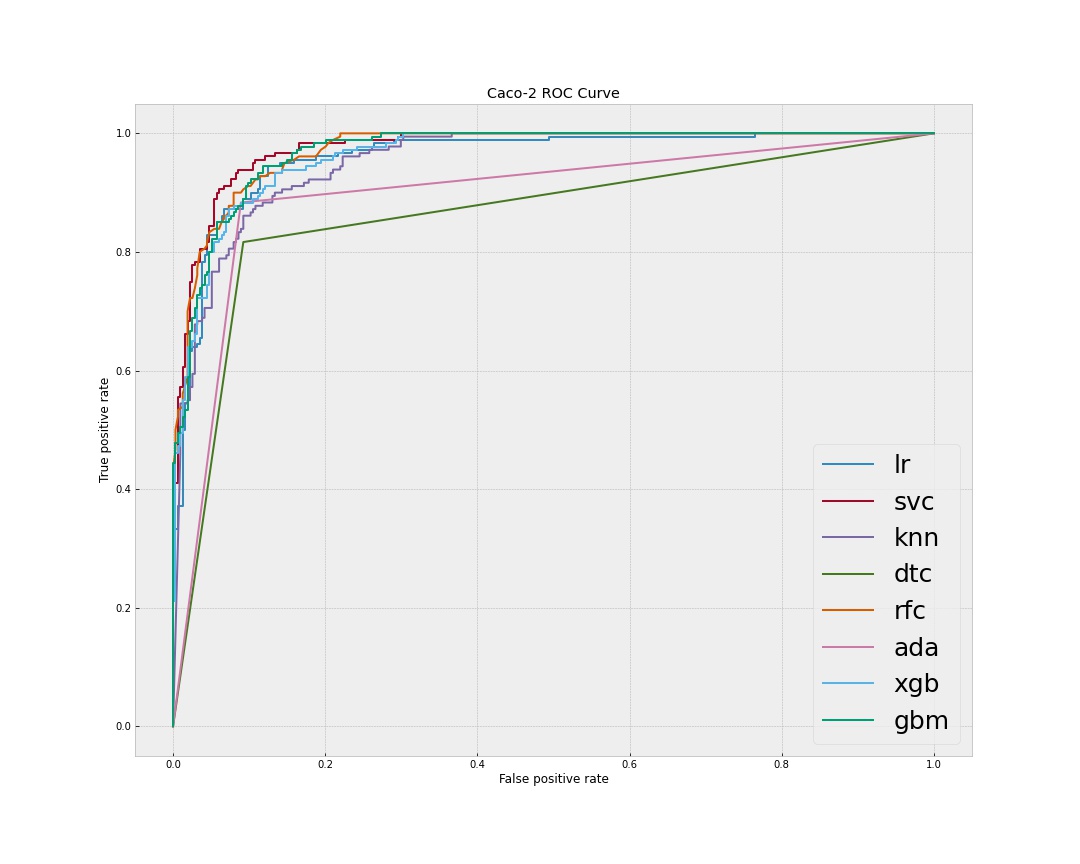 Caco-2 ROC Curve
True positive rate
1.0
0.8
0.6
0.4
0.2
0.0
lr
svc
knn
dtc
rfc
ada
xgb
gbm
0.0 0.2 0.4 0.6 0.8 1.0
False positive rate